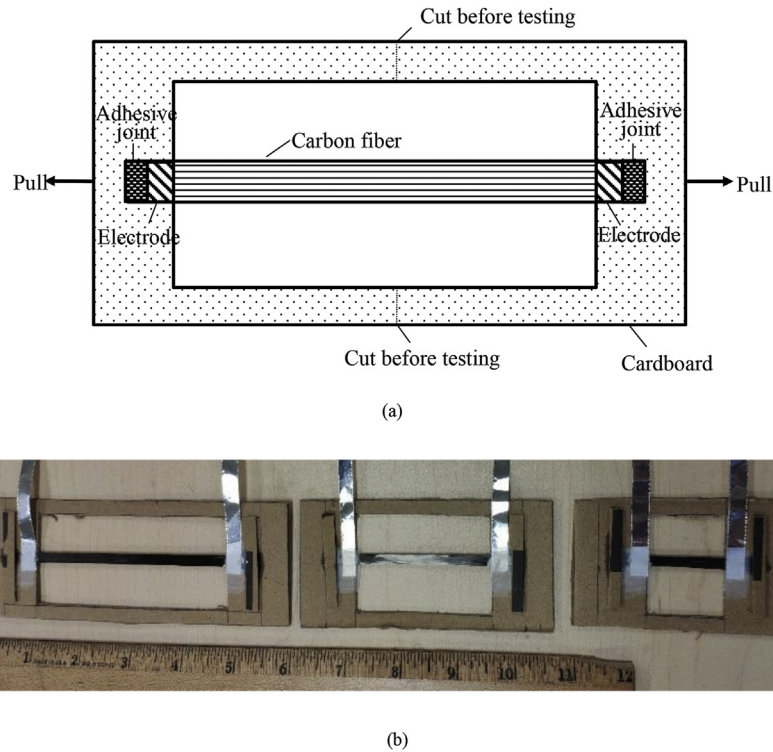 Cut before testing
Adhesive
joint
Adhesive
joint
Carbon fiber
Pull
Pull
Electrode
Electrode
Cut before testing
Cardboard
(a)
1 2 3 4 5 6 7 8 9 10 11 12
(b)